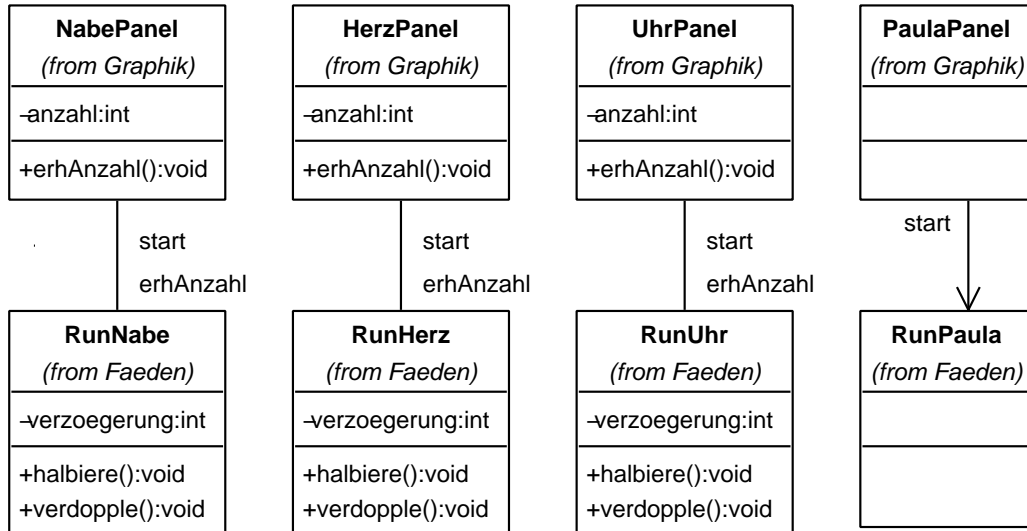 NabePanel
(from Graphik)
-anzahl:int
+erhAnzahl():void
HerzPanel
(from Graphik)
-anzahl:int
+erhAnzahl():void
UhrPanel
(from Graphik)
-anzahl:int
+erhAnzahl():void
PaulaPanel
(from Graphik)
start
erhAnzahl
start
erhAnzahl
start
erhAnzahl
start
RunNabe
(from Faeden)
-verzoegerung:int
+halbiere():void
+verdopple():void
RunHerz
(from Faeden)
-verzoegerung:int
+halbiere():void
+verdopple():void
RunUhr
(from Faeden)
-verzoegerung:int
+halbiere():void
+verdopple():void
RunPaula
(from Faeden)